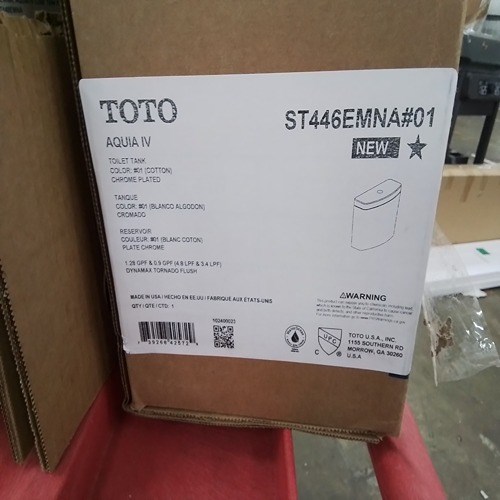 TOTO
ST446EMNA#01
AQUIA IV
NEW
TOILET TANK
COLOR: #01 (COTTON)
CHROME PLATED
TANQUE
COLOR: #01 (BLANCO ALGODON)
CROMADO
RESERVOIR
COULEUR: #01 (BLANC COTON)
PLATE CHROME
1.28 GPF & 0.9 GPF (4.8 LPF & 3.4 LPF)
DYNAMAX TORNADO FLUSH
MADE IN USA / HECHO EN EE.UU / FABRIQUE AUX ETATS-UNIS
QTY / QTE / CTD: 1
⚠WARNING
UPC
C ®
TOTO U.S.A., INC.
1155 SOUTHERN RD
MORROW, GA 30260
U.S.A